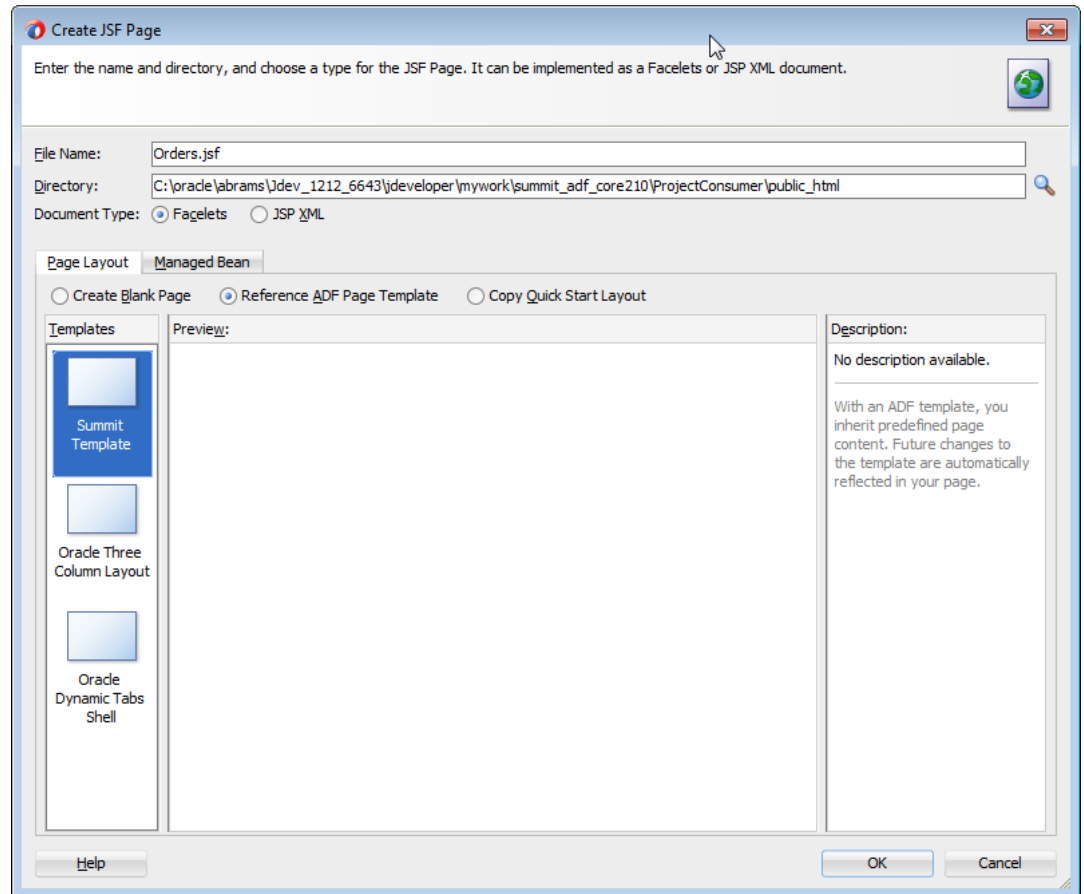 Create JSF Page
Enter the name and directory, and choose a type for the JSF Page. It can be implemented as a Facelets or JSP XML document.
File Name: Orders.jsf
Directory: C:\oracle\abrams\Jdev_1212_6643\jdeveloper\mywork\summit_adf_core210\ProjectConsumer\public_html
Document Type: Facelets JSP XML
Page Layout Managed Bean
Create Blank Page Reference ADF Page Template Copy Quick Start Layout
Templates
Summit
Template
Oracle Three
Column Layout
Oracle
Dynamic Tabs
Shell
Preview:
Description:
No description available.
With an ADF template, you
inherit predefined page
content. Future changes to
the template are automatically
reflected in your page.
Help OK Cancel